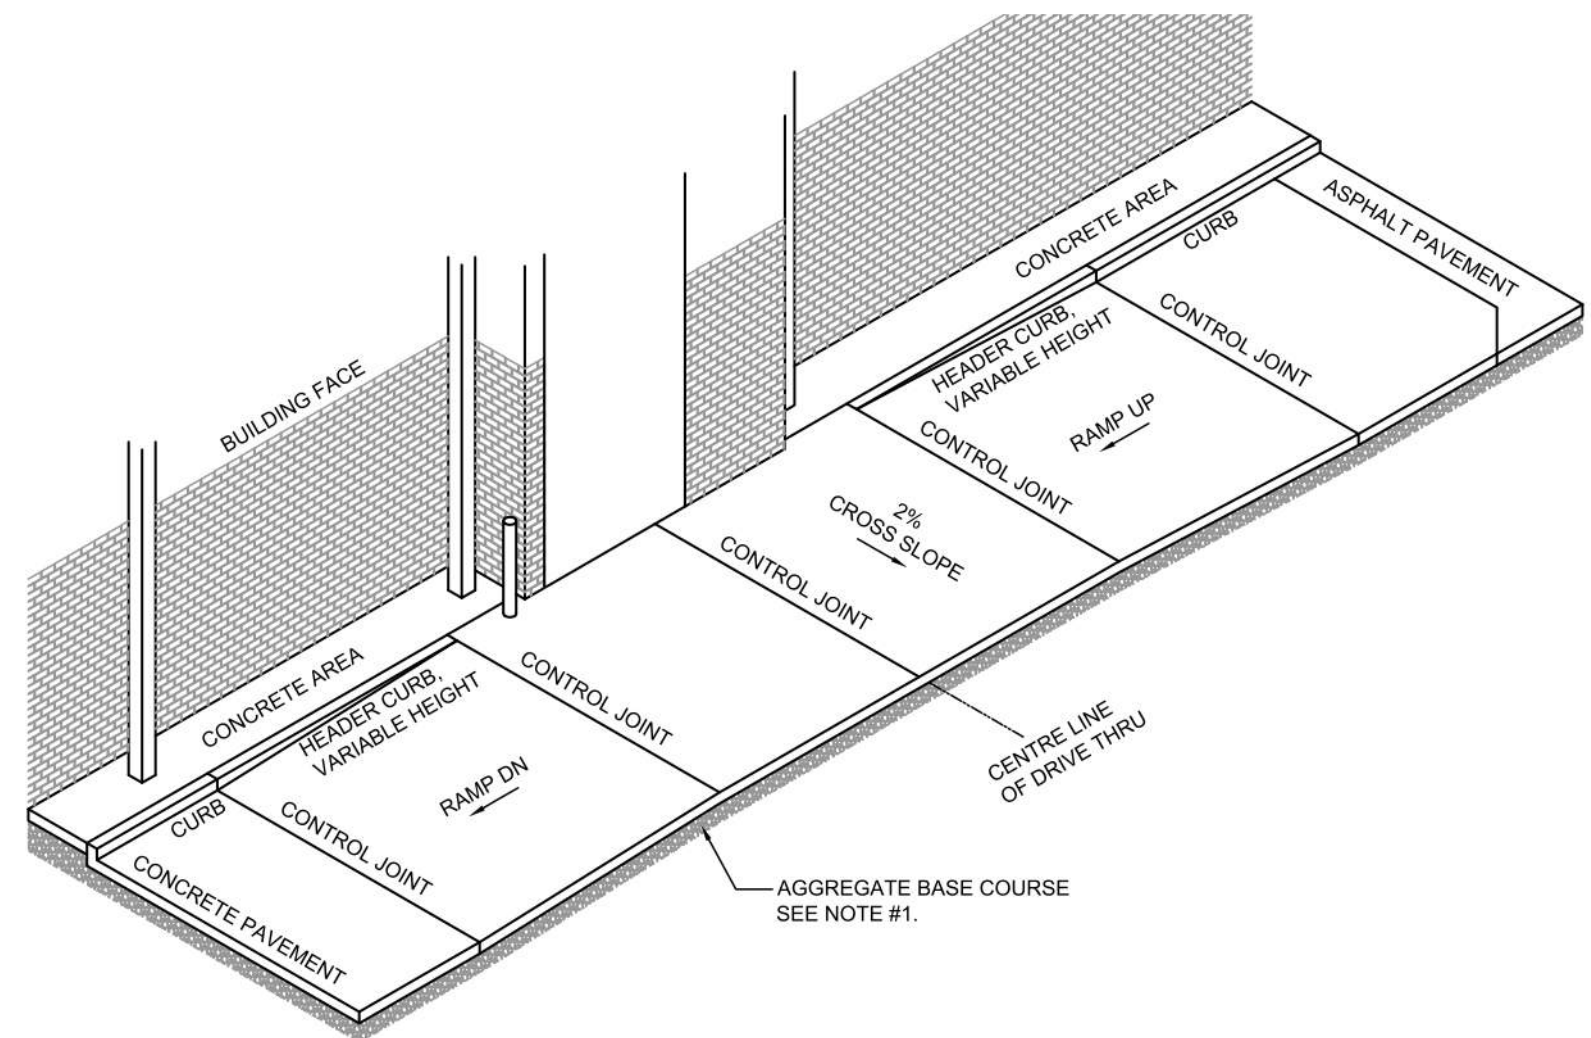 ASPHALT PAVEMENT
CONCRETE AREA
CURB
CONTROL JOINT
HEADER CURB,
VARIABLE HEIGHT
RAMP UP
CONTROL JOINT
BUILDING FACE
2%
CROSS SLOPE
CONTROL JOINT
CONCRETE AREA
HEADER CURB,
VARIABLE HEIGHT
CONTROL JOINT
CENTRE LINE
OF DRIVE THRU
RAMP DN
CURB
CONTROL JOINT
CONCRETE PAVEMENT
AGGREGATE BASE COURSE
SEE NOTE #1.